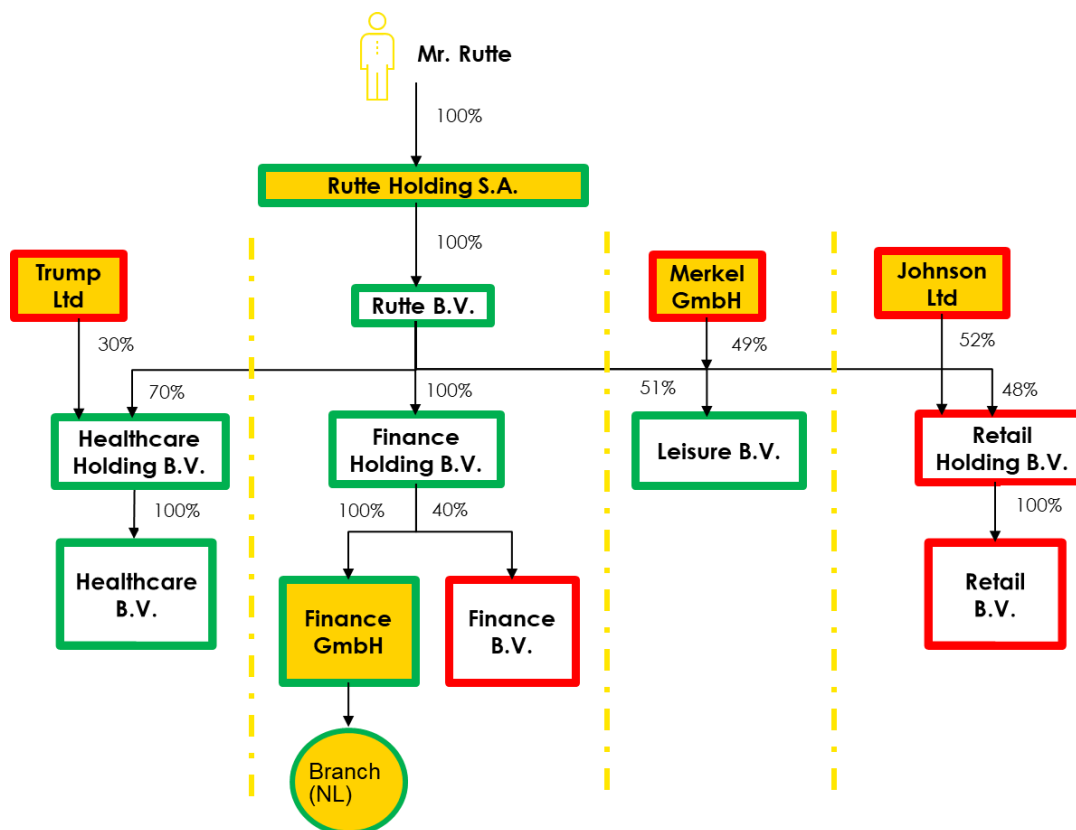 Mr. Rutte
100%
Rutte Holding S.A.
100%
Trump
Ltd
Merkel
GmbH
Johnson
Ltd
Rutte B.V.
30%
49%
52%
70%
100%
51%
48%
Healthcare
Holding B.V.
Finance
Holding B.V.
Leisure B.V.
Retail
Holding B.V.
100%
100%
40%
100%
Healthcare
B.V.
Finance
GmbH
Finance
B.V.
Retail
B.V.
Branch
(NL)